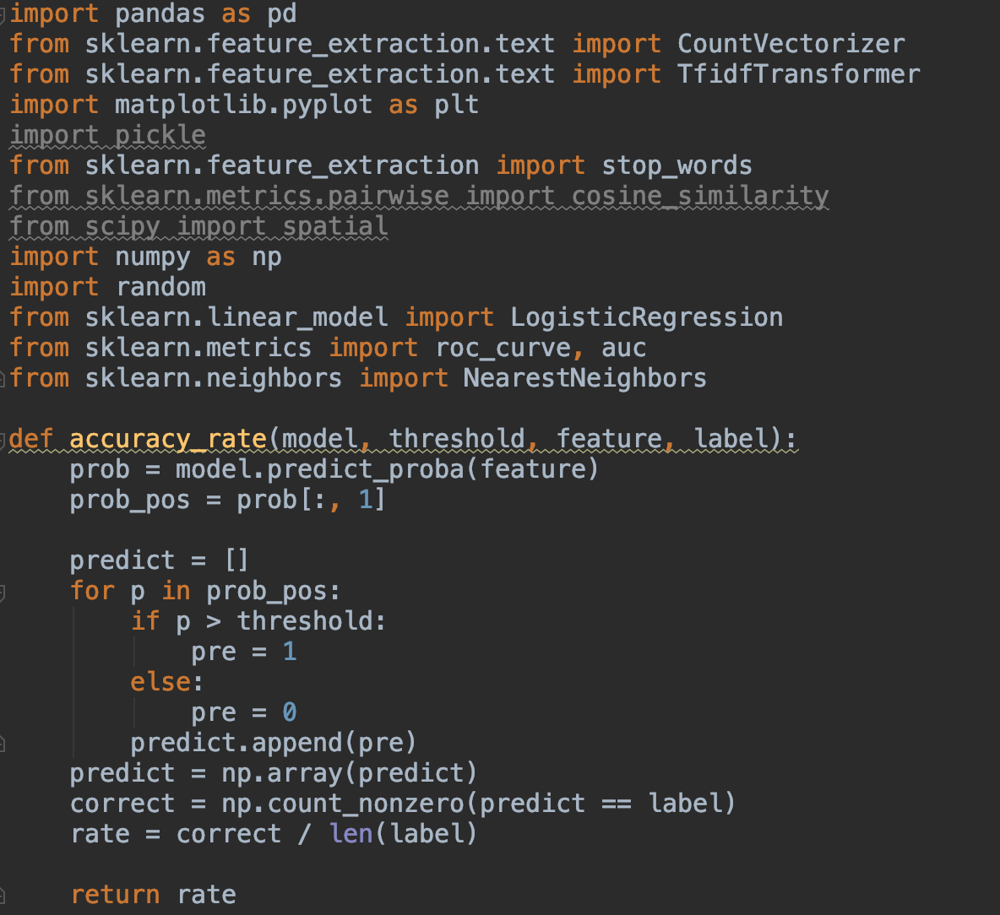 import pandas as pd
from sklearn.feature_extraction.text import CountVectorizer
from sklearn.feature_extraction.text import TfidfTransformer
import matplotlib.pyplot as plt
import pickle
from sklearn.feature_extraction import stop_words
from sklearn.metrics.pairwise import cosine_similarity
from scipy import spatial
import numpy as np
import random
from sklearn.linear_model import LogisticRegression
from sklearn.metrics import roc_curve, auc
from sklearn.neighbors import NearestNeighbors

def accuracy_rate(model, threshold, feature, label):
    prob = model.predict_proba(feature)
    prob_pos = prob[:, 1]

    predict = []
    for p in prob_pos:
        if p > threshold:
            pre = 1
        else:
            pre = 0
        predict.append(pre)
    predict = np.array(predict)
    correct = np.count_nonzero(predict == label)
    rate = correct / len(label)

    return rate